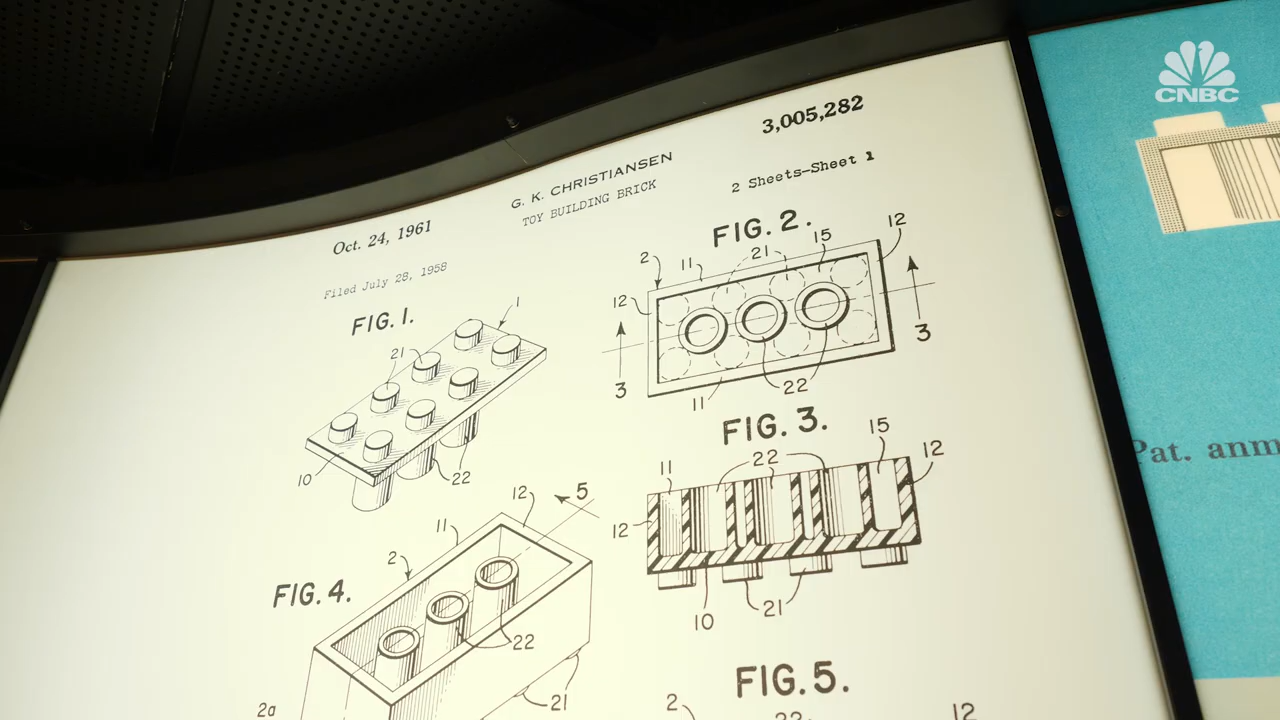 CNBC
3,005,282
G. K. CHRISTIANSEN
TOY BUILDING BRICK
2 Sheets-Sheet 1
Oct. 24, 1961
Filed July 28, 1958
FIG. 1.
1
21
10
22
FIG. 2.
12
15
21
11
2
12
3
3
22
11
FIG. 3.
15
12
22
11
12
21
10
FIG. 4.
5
12
11
2
22
21
2a
FIG. 5.
2
22
12
Pat. anm